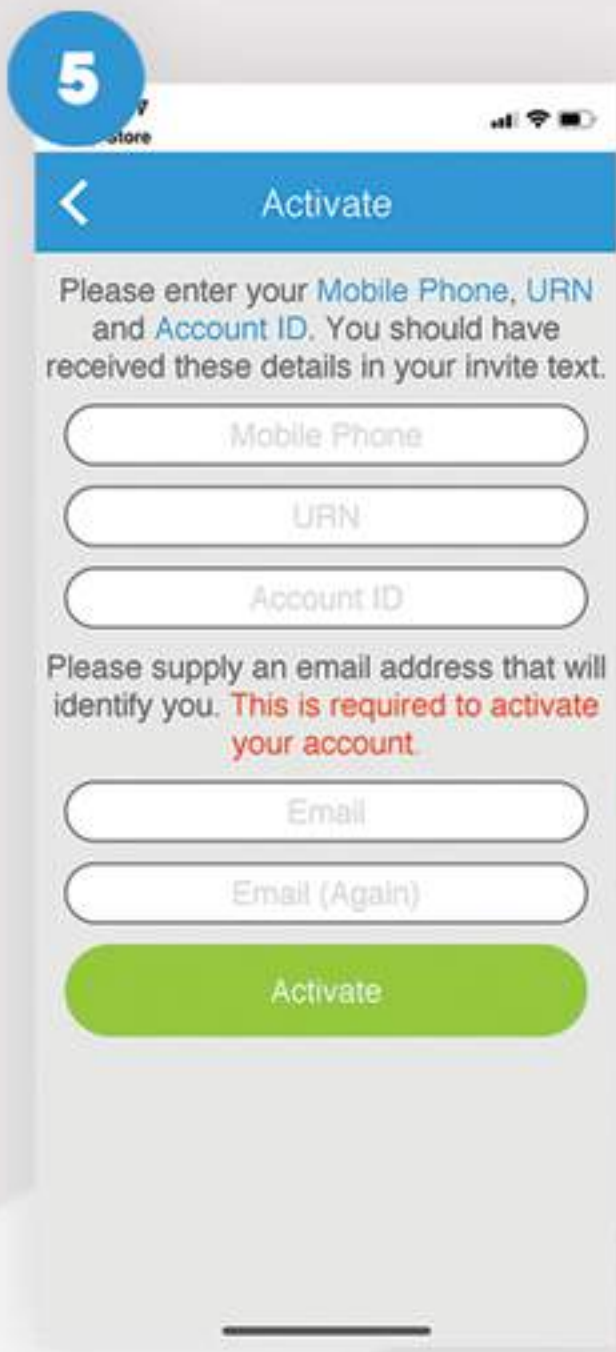 5
Store
Activate
Please enter your Mobile Phone, URN
and Account ID. You should have
received these details in your invite text.
Mobile Phone
URN
Account ID
Please supply an email address that will
identify you. This is required to activate
your account
Email
Email (Again)
Activate